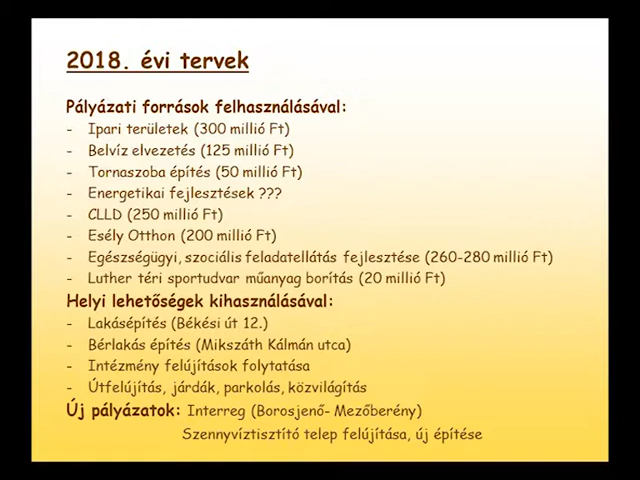 2018. évi tervek
Pályázati források felhasználásával:
- Ipari területek (300 millió Ft)
- Belvíz elvezetés (125 millió Ft)
- Tornaszoba építés (50 millió Ft)
- Energetikai fejlesztések ???
- CLLD (250 millió Ft)
- Esély Otthon (200 millió Ft)
- Egészségügyi, szociális feladatellátás fejlesztése (260-280 millió Ft)
- Luther téri sportudvar műanyag borítás (20 millió Ft)
Helyi lehetőségek kihasználásával:
- Lakásépítés (Békési út 12.)
- Bérlakás építés (Mikszáth Kálmán utca)
- Intézmény felújítások folytatása
- Útfelújítás, járdák, parkolás, közvilágítás
Új pályázatok: Interreg (Borosjenő- Mezőberény)
Szennyvíztisztító telep felújítása, új építése